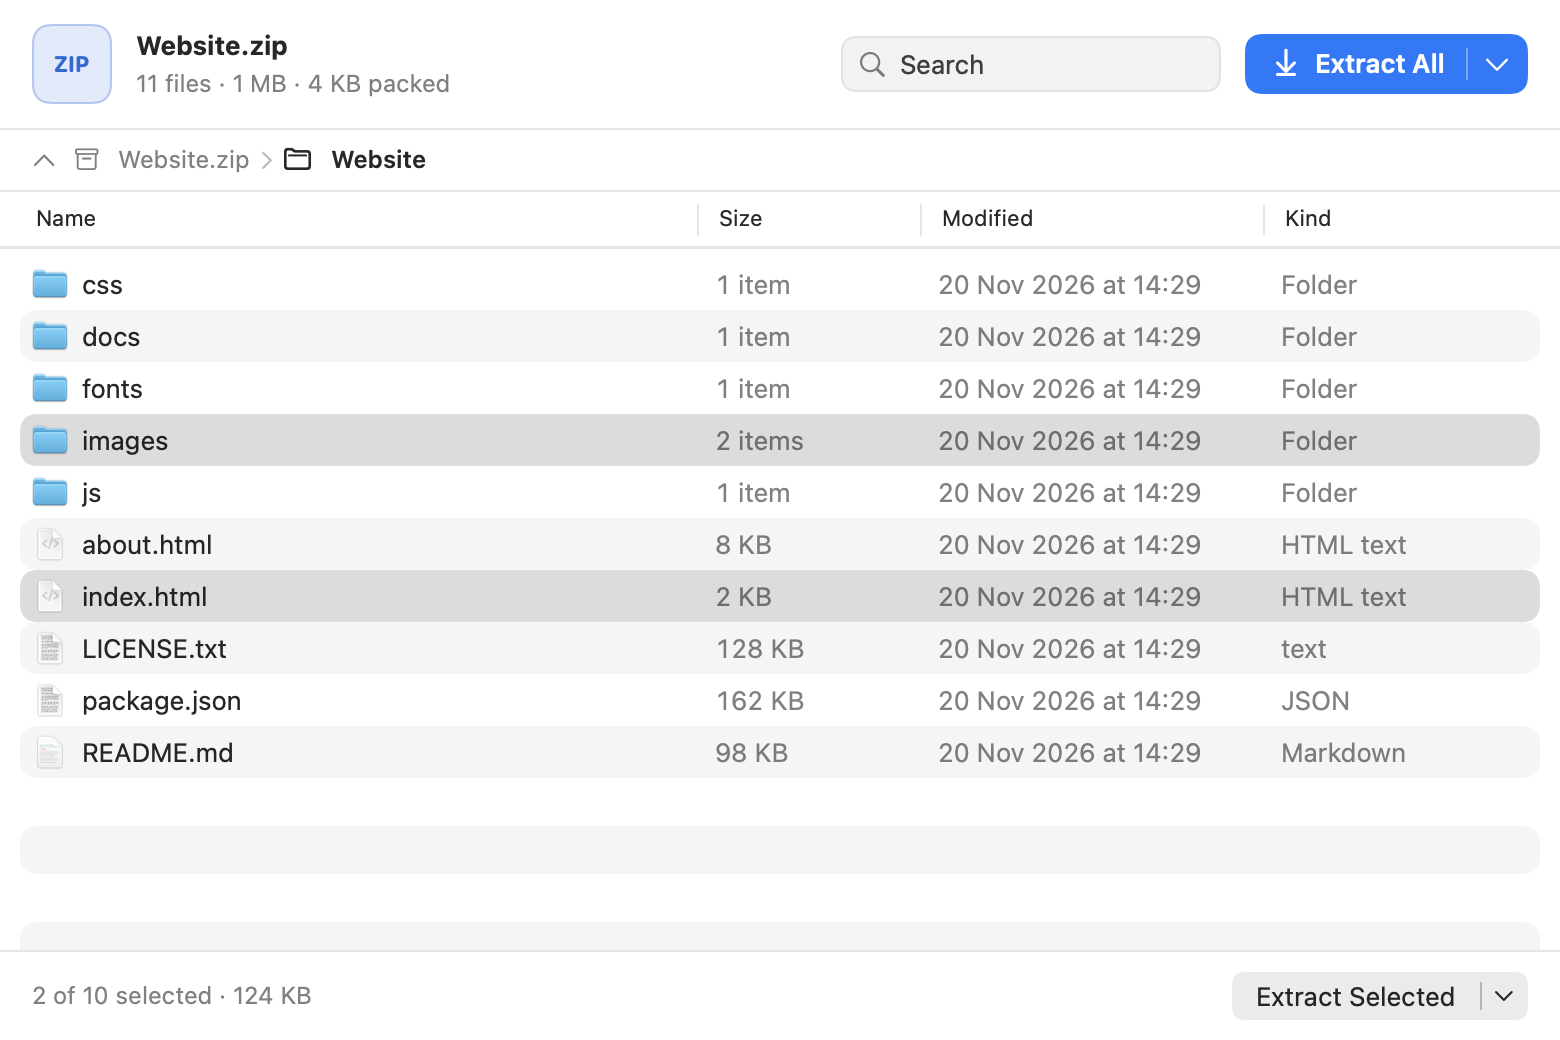 ZIP
Website.zip
11 files · 1 MB · 4 KB packed
Search
Extract All
Website.zip > Website
Name Size Modified Kind
css 1 item 20 Nov 2026 at 14:29 Folder
docs 1 item 20 Nov 2026 at 14:29 Folder
fonts 1 item 20 Nov 2026 at 14:29 Folder
images 2 items 20 Nov 2026 at 14:29 Folder
js 1 item 20 Nov 2026 at 14:29 Folder
about.html 8 KB 20 Nov 2026 at 14:29 HTML text
index.html 2 KB 20 Nov 2026 at 14:29 HTML text
LICENSE.txt 128 KB 20 Nov 2026 at 14:29 text
package.json 162 KB 20 Nov 2026 at 14:29 JSON
README.md 98 KB 20 Nov 2026 at 14:29 Markdown
2 of 10 selected · 124 KB
Extract Selected